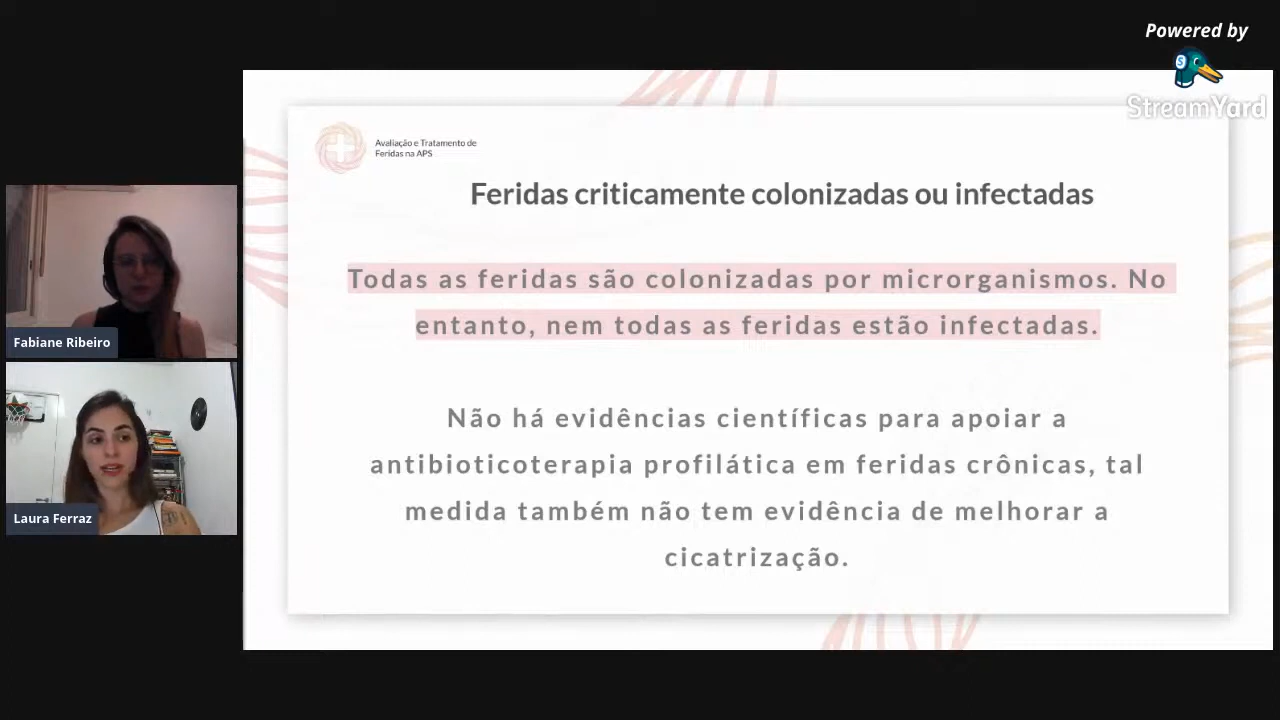 Powered by
StreamYard
Avaliação e Tratamento de
Feridas na APS
Feridas criticamente colonizadas ou infectadas
Todas as feridas são colonizadas por microrganismos. No
entanto, nem todas as feridas estão infectadas.
Não há evidências científicas para apoiar a
antibioticoterapia profilática em feridas crônicas, tal
medida também não tem evidência de melhorar a
cicatrização.
Fabiane Ribeiro
Laura Ferraz